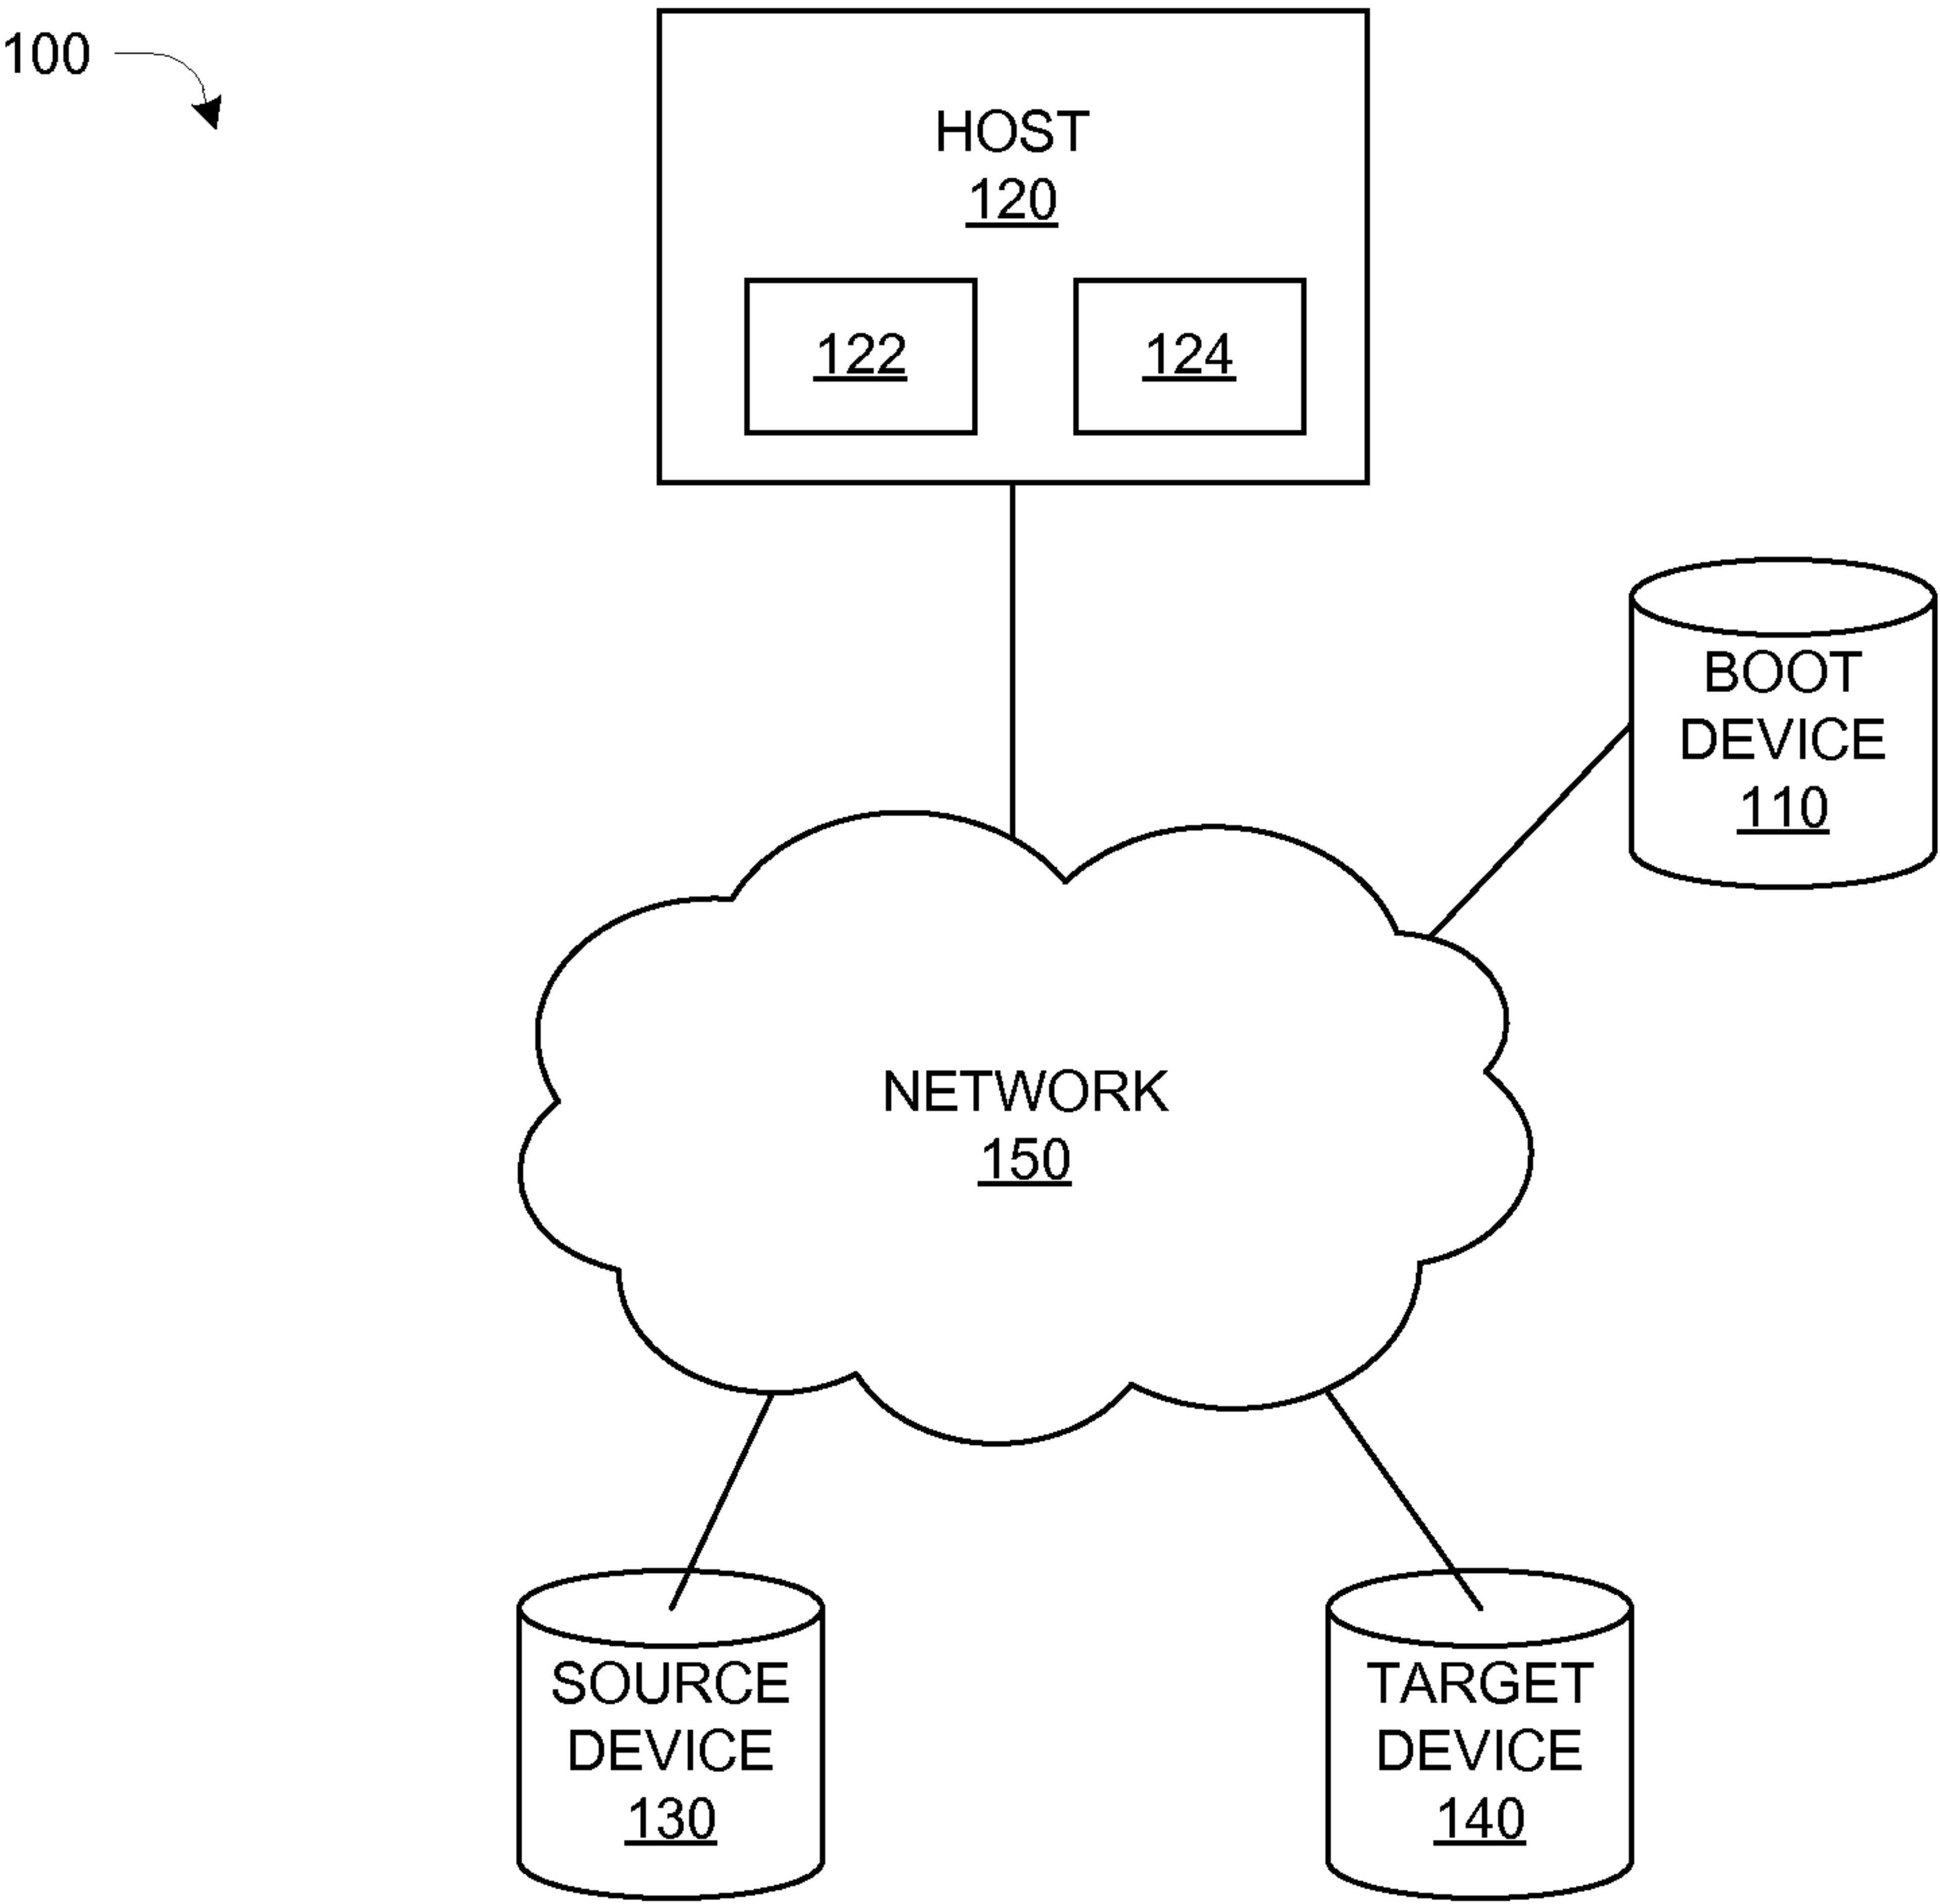 100
HOST
120
122
124
BOOT
DEVICE
110
NETWORK
150
SOURCE
DEVICE
130
TARGET
DEVICE
140